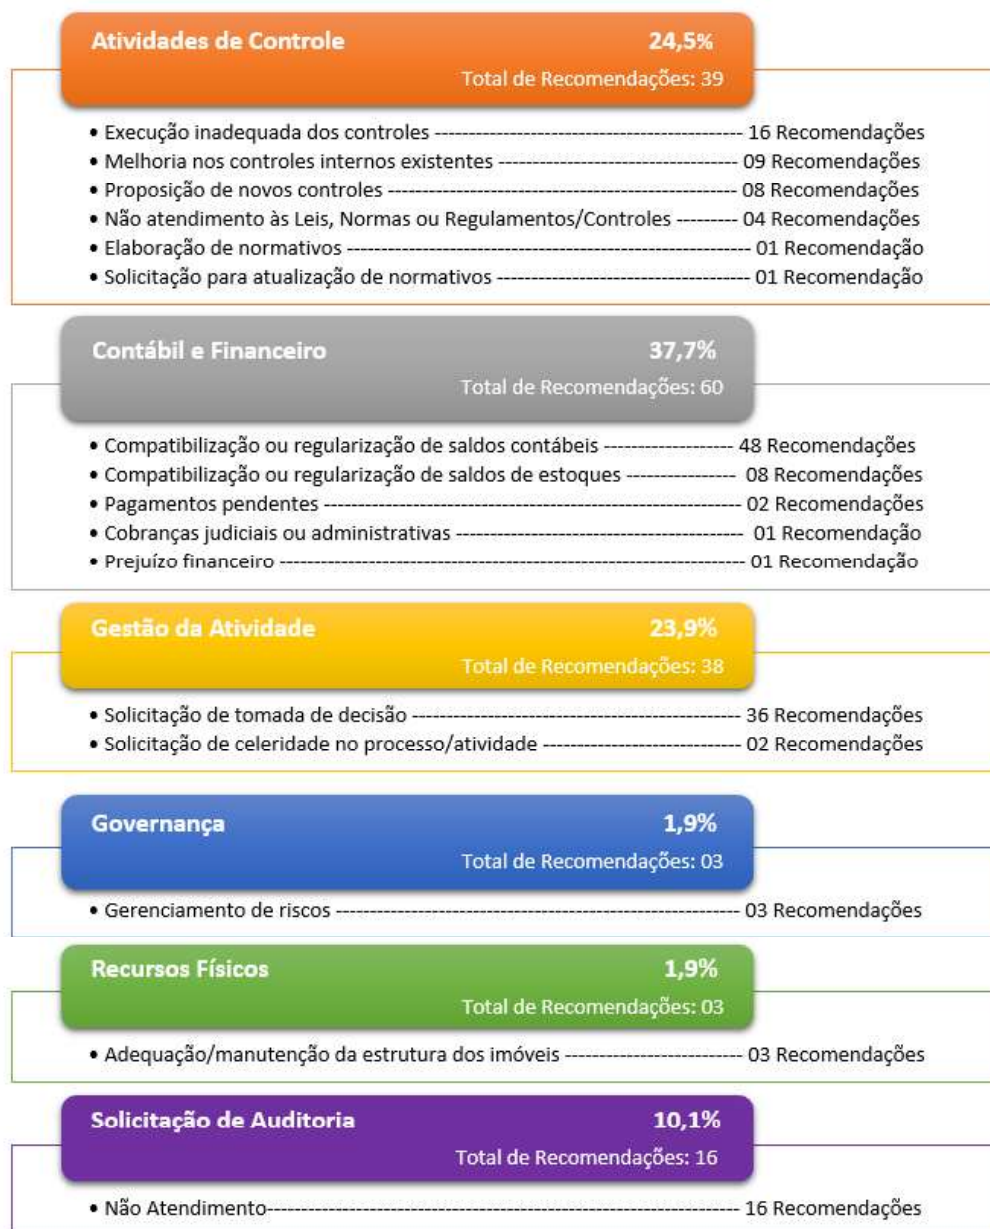 Atividades de Controle 24,5%
Total de Recomendações: 39
• Execução inadequada dos controles --------------------------------------------- 16 Recomendações
• Melhoria nos controles internos existentes ----------------------------------- 09 Recomendações
• Proposição de novos controles --------------------------------------------------- 08 Recomendações
• Não atendimento às Leis, Normas ou Regulamentos/Controles --------- 04 Recomendações
• Elaboração de normativos ----------------------------------------------------------- 01 Recomendação
• Solicitação para atualização de normativos ------------------------------------- 01 Recomendação
Contábil e Financeiro 37,7%
Total de Recomendações: 60
• Compatibilização ou regularização de saldos contábeis ------------------- 48 Recomendações
• Compatibilização ou regularização de saldos de estoques ---------------- 08 Recomendações
• Pagamentos pendentes ------------------------------------------------------------- 02 Recomendações
• Cobranças judiciais ou administrativas ------------------------------------------ 01 Recomendação
• Prejuízo financeiro -------------------------------------------------------------------- 01 Recomendação
Gestão da Atividade 23,9%
Total de Recomendações: 38
• Solicitação de tomada de decisão ------------------------------------------------ 36 Recomendações
• Solicitação de celeridade no processo/atividade ----------------------------- 02 Recomendações
Governança 1,9%
Total de Recomendações: 03
• Gerenciamento de riscos ----------------------------------------------------------- 03 Recomendações
Recursos Físicos 1,9%
Total de Recomendações: 03
• Adequação/manutenção da estrutura dos imóveis -------------------------- 03 Recomendações
Solicitação de Auditoria 10,1%
Total de Recomendações: 16
• Não Atendimento--------------------------------------------------------------------- 16 Recomendações